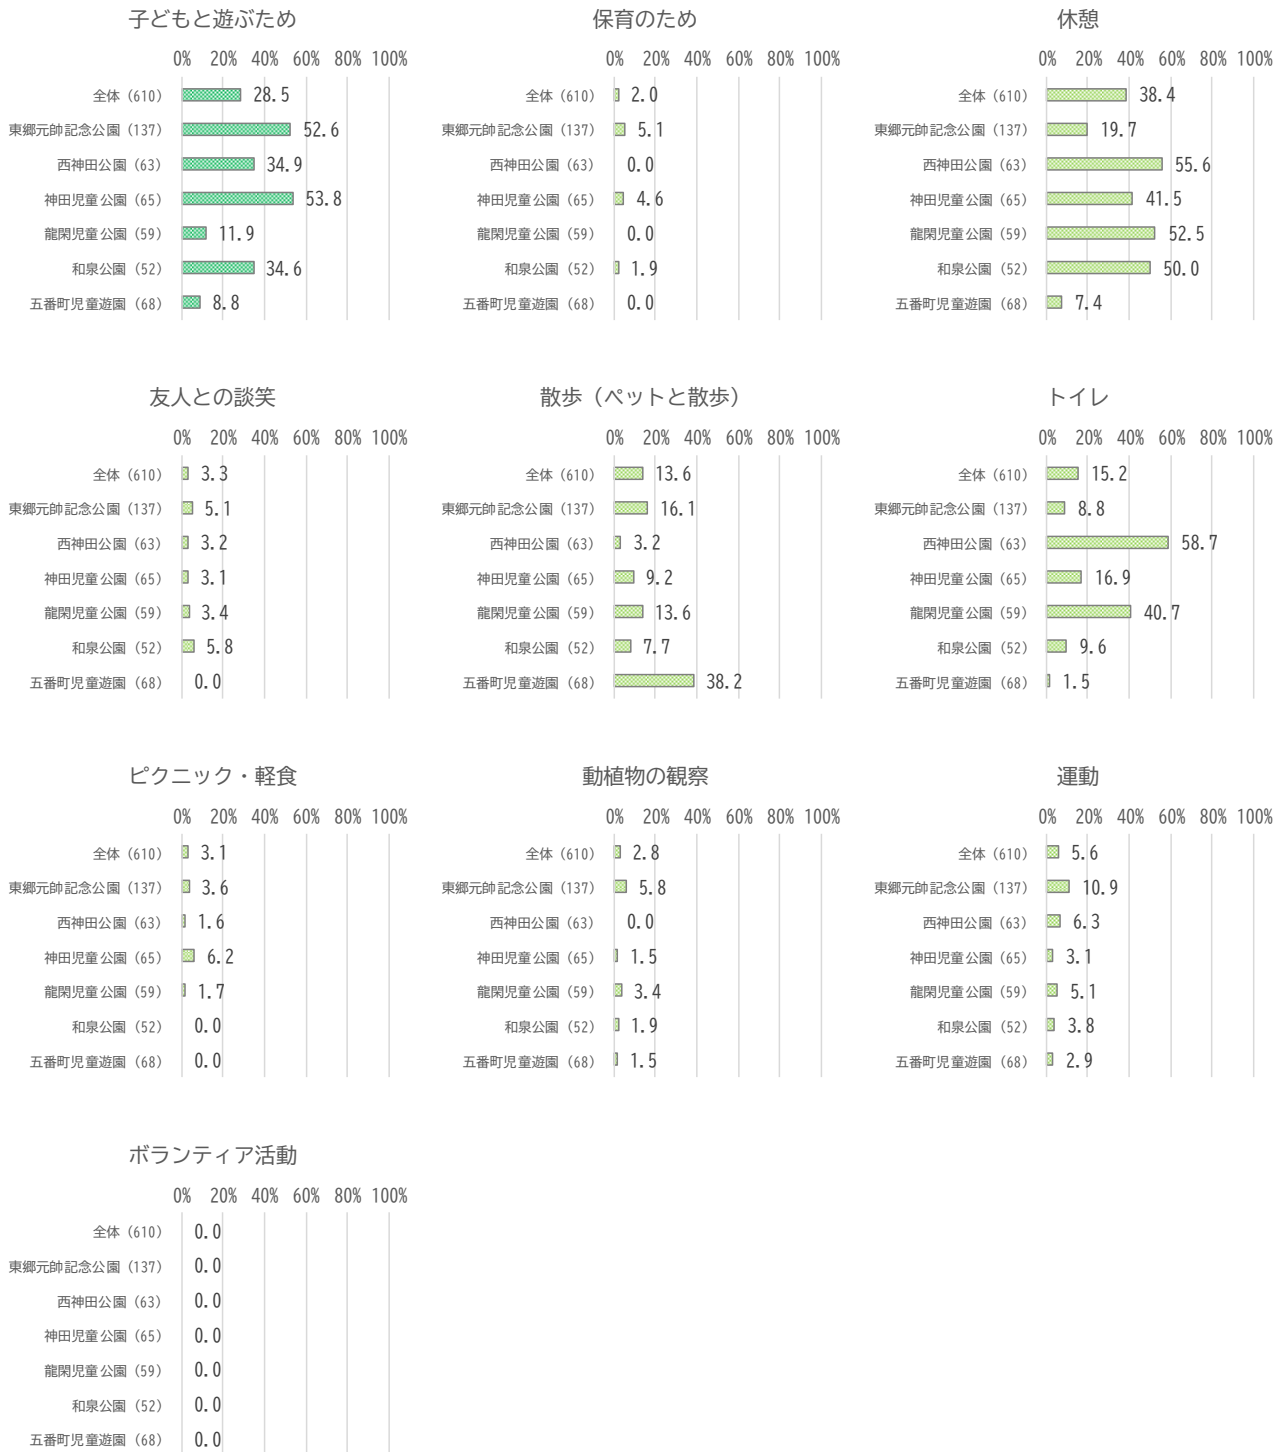 子どもと遊ぶため
0% 20% 40% 60% 80% 100%
全体（610） 28.5
東郷元帥記念公園（137） 52.6
西神田公園（63） 34.9
神田児童公園（65） 53.8
龍閑児童公園（59） 11.9
和泉公園（52） 34.6
五番町児童遊園（68） 8.8
保育のため
0% 20% 40% 60% 80% 100%
全体（610） 2.0
東郷元帥記念公園（137） 5.1
西神田公園（63） 0.0
神田児童公園（65） 4.6
龍閑児童公園（59） 0.0
和泉公園（52） 1.9
五番町児童遊園（68） 0.0
休憩
0% 20% 40% 60% 80% 100%
全体（610） 38.4
東郷元帥記念公園（137） 19.7
西神田公園（63） 55.6
神田児童公園（65） 41.5
龍閑児童公園（59） 52.5
和泉公園（52） 50.0
五番町児童遊園（68） 7.4
友人との談笑
0% 20% 40% 60% 80% 100%
全体（610） 3.3
東郷元帥記念公園（137） 5.1
西神田公園（63） 3.2
神田児童公園（65） 3.1
龍閑児童公園（59） 3.4
和泉公園（52） 5.8
五番町児童遊園（68） 0.0
散歩（ペットと散歩）
0% 20% 40% 60% 80% 100%
全体（610） 13.6
東郷元帥記念公園（137） 16.1
西神田公園（63） 3.2
神田児童公園（65） 9.2
龍閑児童公園（59） 13.6
和泉公園（52） 7.7
五番町児童遊園（68） 38.2
トイレ
0% 20% 40% 60% 80% 100%
全体（610） 15.2
東郷元帥記念公園（137） 8.8
西神田公園（63） 58.7
神田児童公園（65） 16.9
龍閑児童公園（59） 40.7
和泉公園（52） 9.6
五番町児童遊園（68） 1.5
ピクニック・軽食
0% 20% 40% 60% 80% 100%
全体（610） 3.1
東郷元帥記念公園（137） 3.6
西神田公園（63） 1.6
神田児童公園（65） 6.2
龍閑児童公園（59） 1.7
和泉公園（52） 0.0
五番町児童遊園（68） 0.0
動植物の観察
0% 20% 40% 60% 80% 100%
全体（610） 2.8
東郷元帥記念公園（137） 5.8
西神田公園（63） 0.0
神田児童公園（65） 1.5
龍閑児童公園（59） 3.4
和泉公園（52） 1.9
五番町児童遊園（68） 1.5
運動
0% 20% 40% 60% 80% 100%
全体（610） 5.6
東郷元帥記念公園（137） 10.9
西神田公園（63） 6.3
神田児童公園（65） 3.1
龍閑児童公園（59） 5.1
和泉公園（52） 3.8
五番町児童遊園（68） 2.9
ボランティア活動
0% 20% 40% 60% 80% 100%
全体（610） 0.0
東郷元帥記念公園（137） 0.0
西神田公園（63） 0.0
神田児童公園（65） 0.0
龍閑児童公園（59） 0.0
和泉公園（52） 0.0
五番町児童遊園（68） 0.0